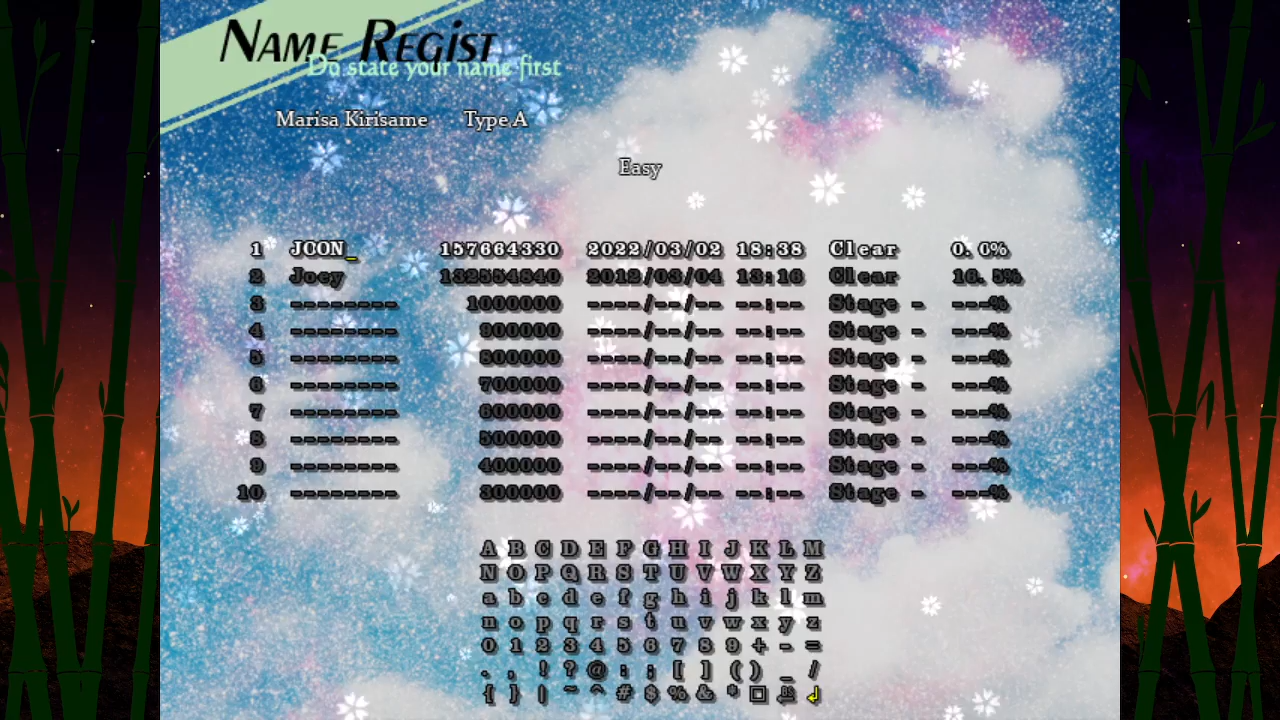 Name Regist
Do state your name first
Marisa Kirisame Type A
Easy
1 JCON_ 157664330 2022/03/02 18:38 Clear 0.0%
2 Joey 132554840 2012/03/04 13:16 Clear 16.5%
3 -------- 1000000 ----/--/-- --:-- Stage - ---%
4 -------- 900000 ----/--/-- --:-- Stage - ---%
5 -------- 800000 ----/--/-- --:-- Stage - ---%
6 -------- 700000 ----/--/-- --:-- Stage - ---%
7 -------- 600000 ----/--/-- --:-- Stage - ---%
8 -------- 500000 ----/--/-- --:-- Stage - ---%
9 -------- 400000 ----/--/-- --:-- Stage - ---%
10 -------- 300000 ----/--/-- --:-- Stage - ---%
A B C D E F G H I J K L M
N O P Q R S T U V W X Y Z
a b c d e f g h i j k l m
n o p q r s t u v w x y z
0 1 2 3 4 5 6 7 8 9 + - =
. , ! ? @ : ; [ ] ( ) _ /
{ } | ~ ^ # $ % & * □ ↲